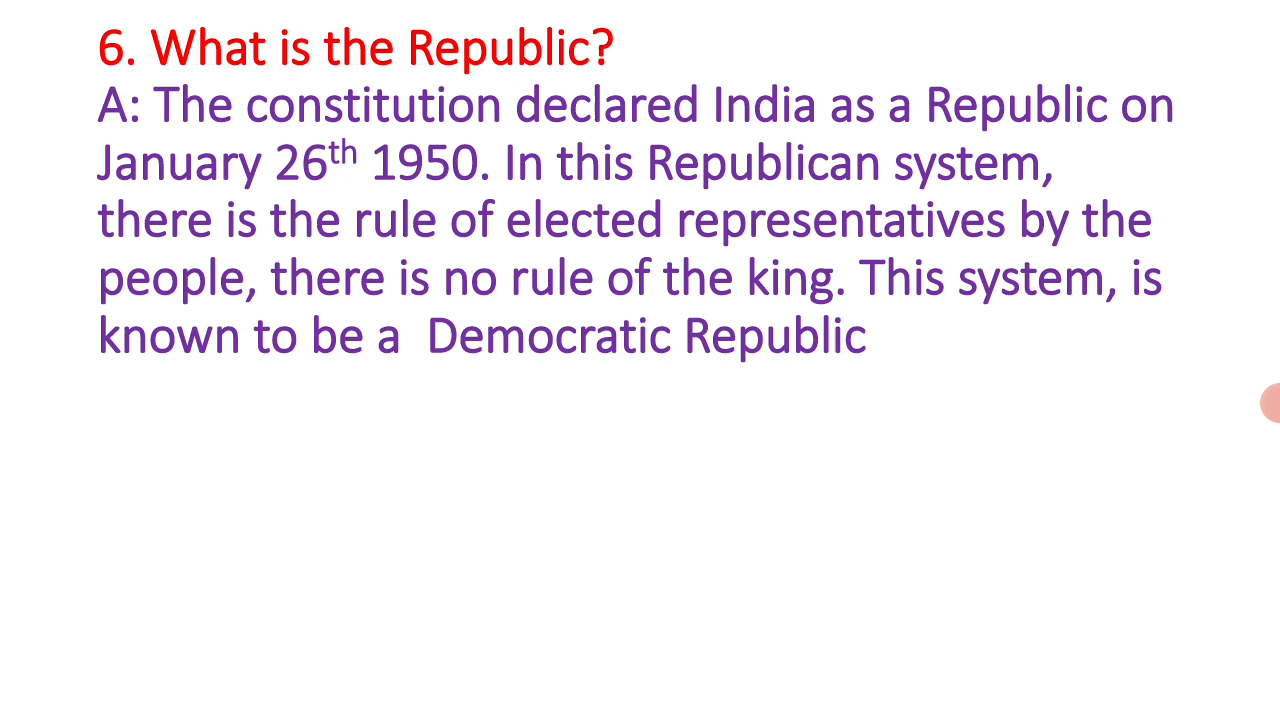 6. What is the Republic?
A: The constitution declared India as a Republic on
January 26th 1950. In this Republican system,
there is the rule of elected representatives by the
people, there is no rule of the king. This system, is
known to be a  Democratic Republic